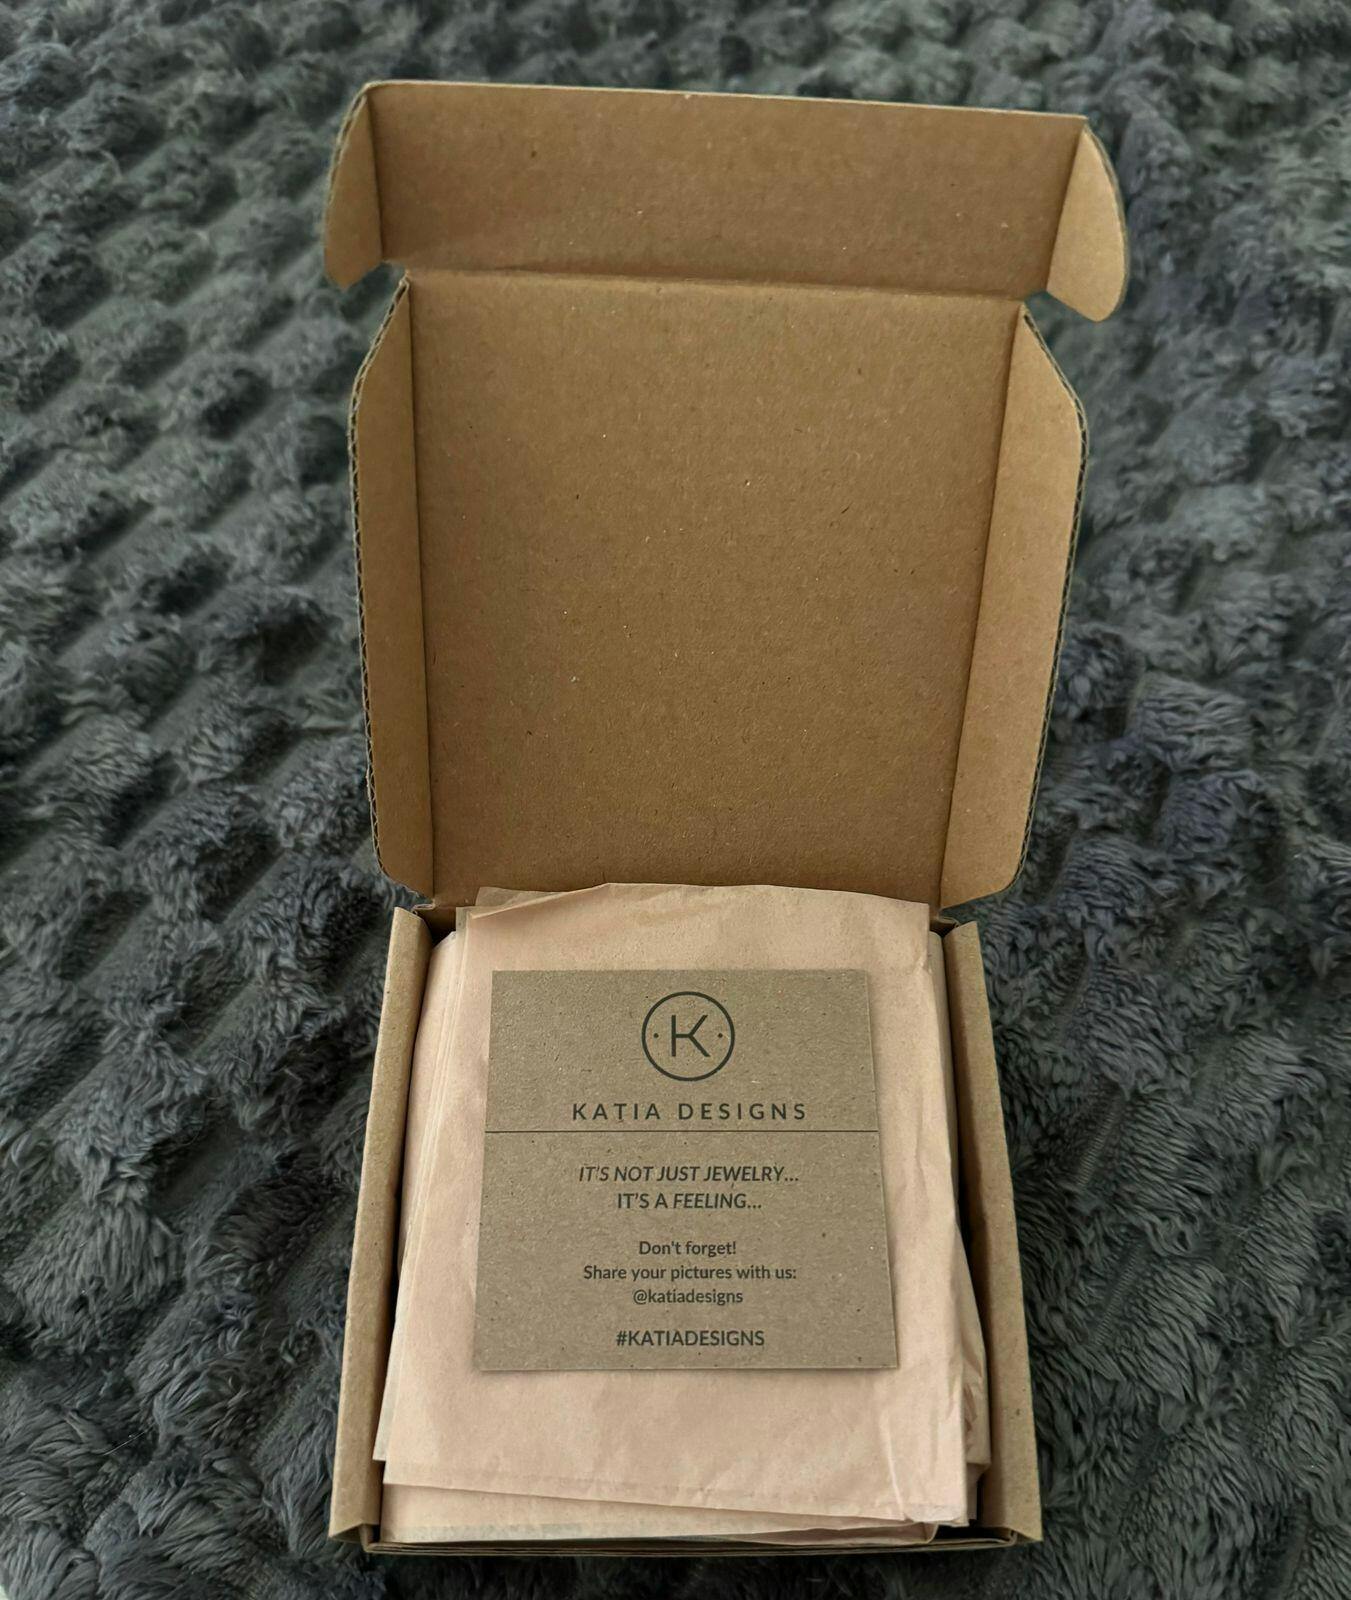 K
KATIA DESIGNS
IT'S NOT JUST JEWELRY...
IT'S A FEELING...
Don't forget!
Share your pictures with us:
@katiadesigns
#KATIADESIGNS